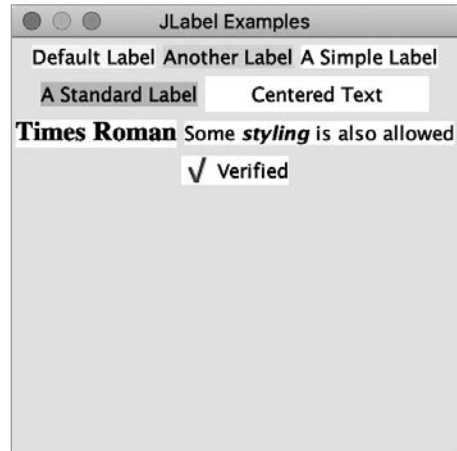 JLabel Examples
Default Label Another Label A Simple Label
A Standard Label Centered Text
Times Roman Some styling is also allowed
✓ Verified